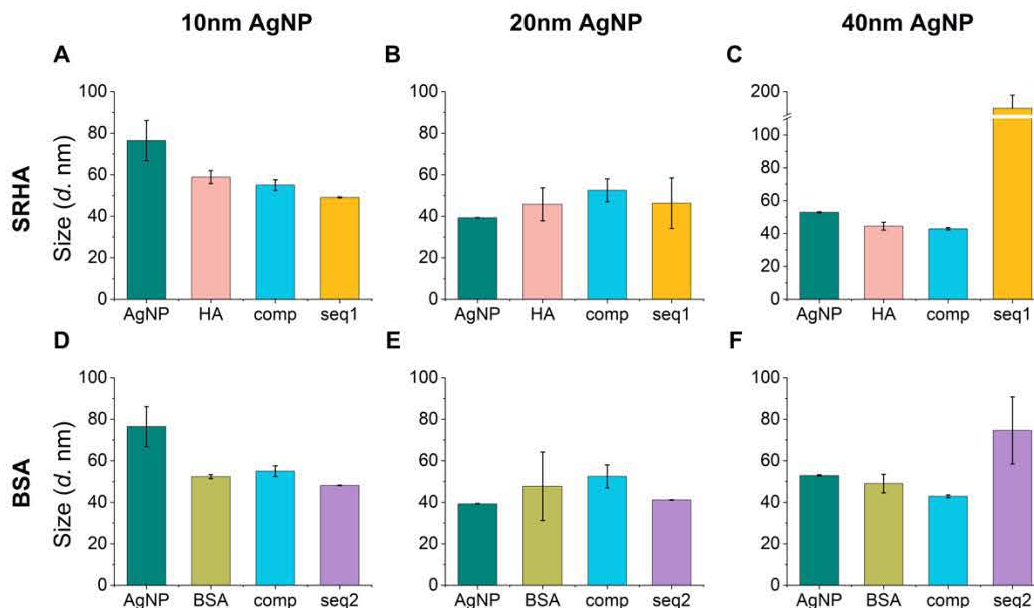 10nm AgNP 20nm AgNP 40nm AgNP
A B C
SRHA
Size (d. nm)
100
80
60
40
20
0
AgNP HA comp seq1
100
80
60
40
20
0
AgNP HA comp seq1
200
100
80
60
40
20
0
AgNP HA comp seq1
D E F
BSA
Size (d. nm)
100
80
60
40
20
0
AgNP BSA comp seq2
100
80
60
40
20
0
AgNP BSA comp seq2
100
80
60
40
20
0
AgNP BSA comp seq2